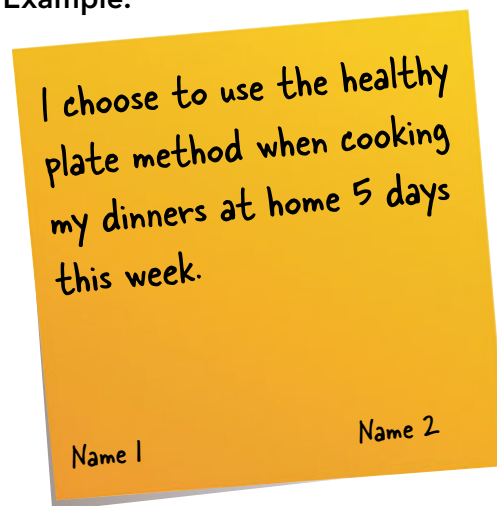 Example:
I choose to use the healthy
plate method when cooking
my dinners at home 5 days
this week.
Name 1
Name 2